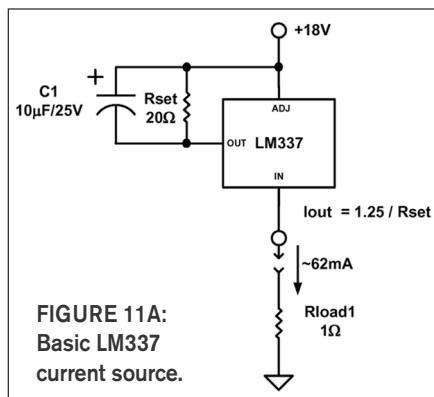 +18V
+
C1
10µF/25V
Rset
20Ω
ADJ
OUT
LM337
IN
Iout = 1.25 / Rset
~62mA
Rload1
1Ω
FIGURE 11A:
Basic LM337
current source.